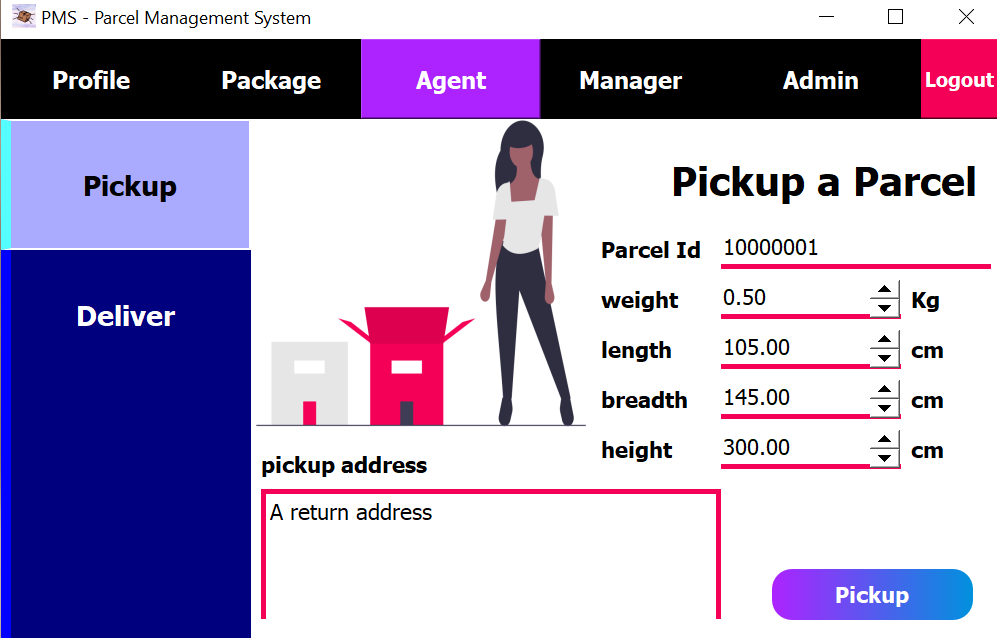 PMS - Parcel Management System
Profile Package Agent Manager Admin Logout
Pickup
Deliver
Pickup a Parcel
Parcel Id 10000001
weight 0.50 Kg
length 105.00 cm
breadth 145.00 cm
height 300.00 cm
pickup address
A return address
Pickup